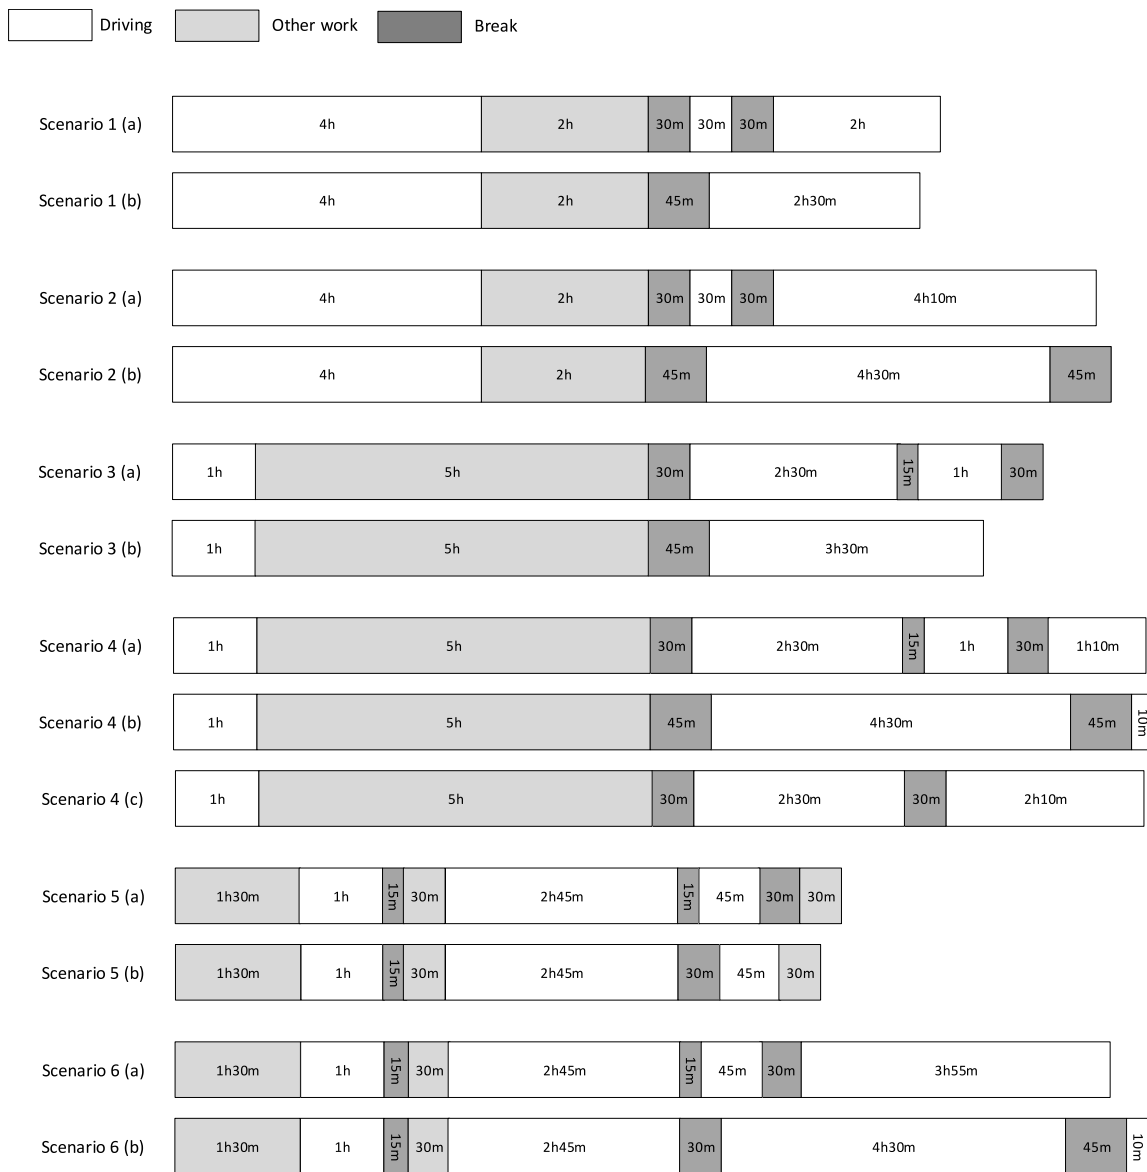 Driving Other work Break
Scenario 1 (a) 4h 2h 30m 30m 30m 2h
Scenario 1 (b) 4h 2h 45m 2h30m
Scenario 2 (a) 4h 2h 30m 30m 30m 4h10m
Scenario 2 (b) 4h 2h 45m 4h30m 45m
Scenario 3 (a) 1h 5h 30m 2h30m 15m 1h 30m
Scenario 3 (b) 1h 5h 45m 3h30m
Scenario 4 (a) 1h 5h 30m 2h30m 15m 1h 30m 1h10m
Scenario 4 (b) 1h 5h 45m 4h30m 45m 10m
Scenario 4 (c) 1h 5h 30m 2h30m 30m 2h10m
Scenario 5 (a) 1h30m 1h 15m 30m 2h45m 15m 45m 30m 30m
Scenario 5 (b) 1h30m 1h 15m 30m 2h45m 30m 45m 30m
Scenario 6 (a) 1h30m 1h 15m 30m 2h45m 15m 45m 30m 3h55m
Scenario 6 (b) 1h30m 1h 15m 30m 2h45m 30m 4h30m 45m 10m